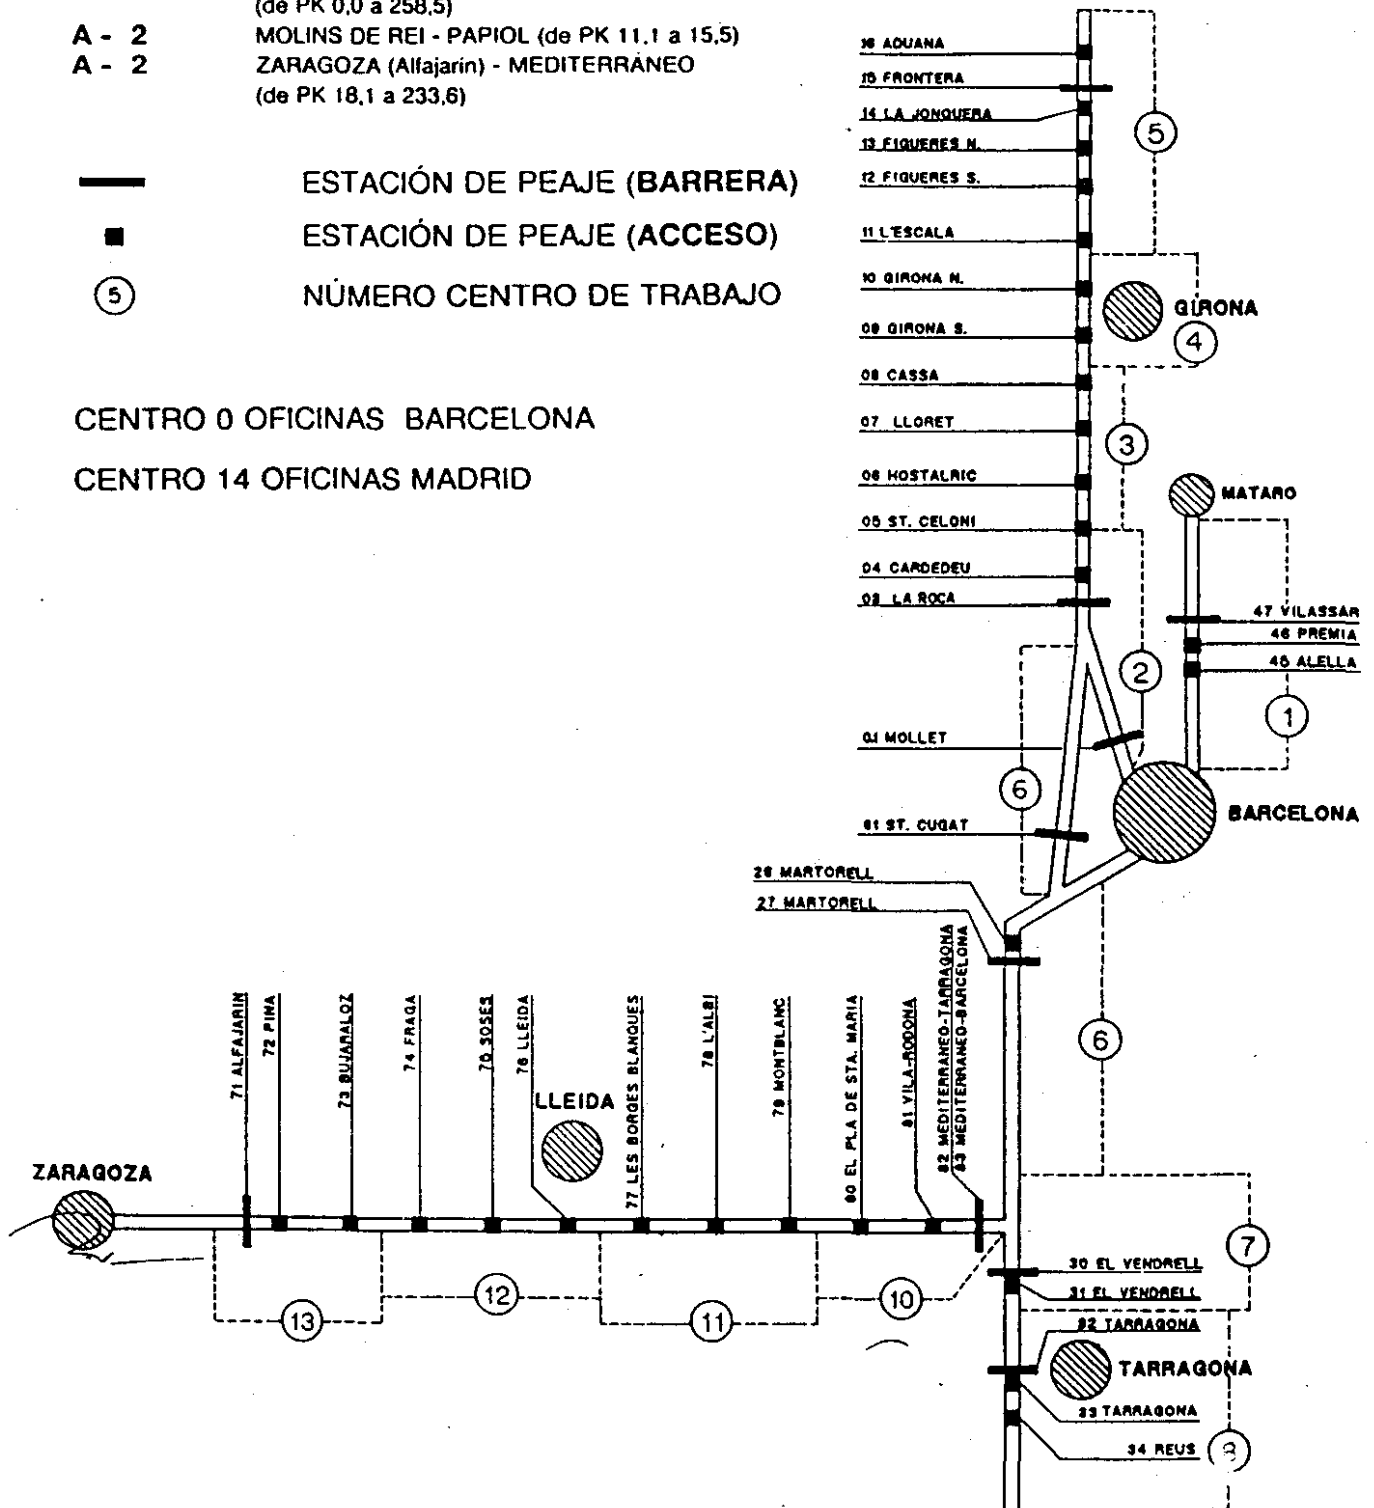 (de PK 0,0 a 258,5)
A - 2 MOLINS DE REI - PAPIOL (de PK 11,1 a 15,5)
A - 2 ZARAGOZA (Alfajarín) - MEDITERRÁNEO
(de PK 18,1 a 233,6)
ESTACIÓN DE PEAJE (BARRERA)
ESTACIÓN DE PEAJE (ACCESO)
5 NÚMERO CENTRO DE TRABAJO
CENTRO 0 OFICINAS BARCELONA
CENTRO 14 OFICINAS MADRID
16 ADUANA
15 FRONTERA
14 LA JONQUERA
13 FIGUERES N.
12 FIGUERES S.
11 L'ESCALA
10 GIRONA N.
09 GIRONA S.
08 CASSA
07 LLORET
06 HOSTALRIC
05 ST. CELONI
04 CARDEDEU
03 LA ROCA
01 MOLLET
61 ST. CUGAT
26 MARTORELL
27 MARTORELL
5
GIRONA
4
3
MATARO
47 VILASSAR
46 PREMIA
45 ALELLA
2
1
6
BARCELONA
6
71 ALFAJARIN
72 PINA
73 BUJARALOZ
74 FRAGA
75 SOSES
76 LLEIDA
77 LES BORGES BLANQUES
78 L'ALBI
79 MONTBLANC
80 EL PLA DE STA. MARIA
81 VILA-RODONA
82 MEDITERRANEO-TARRAGONA
83 MEDITERRANEO-BARCELONA
LLEIDA
ZARAGOZA
13
12
11
10
7
30 EL VENDRELL
31 EL VENDRELL
32 TARRAGONA
TARRAGONA
33 TARRAGONA
34 REUS
8